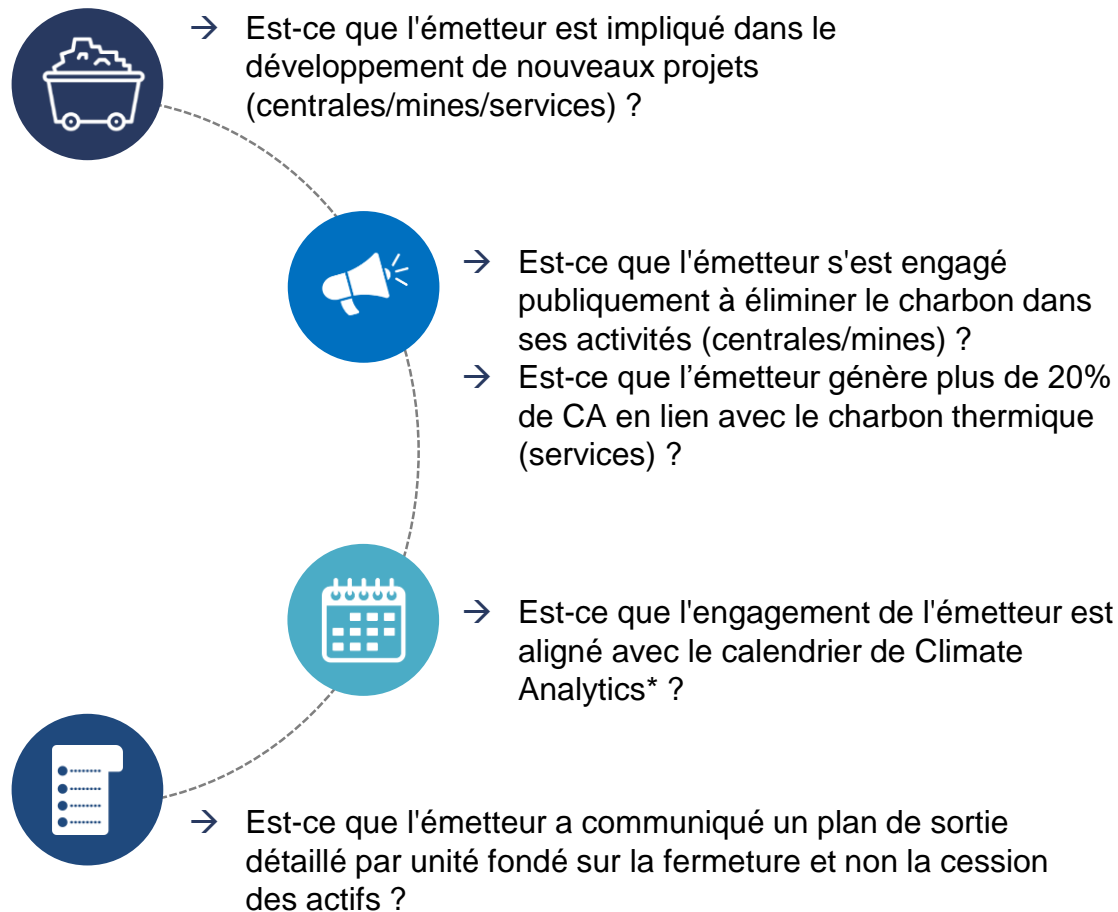 → Est-ce que l'émetteur est impliqué dans le
développement de nouveaux projets
(centrales/mines/services) ?
→ Est-ce que l'émetteur s'est engagé
publiquement à éliminer le charbon dans
ses activités (centrales/mines) ?
→ Est-ce que l’émetteur génère plus de 20%
de CA en lien avec le charbon thermique
(services) ?
→ Est-ce que l'engagement de l'émetteur est
aligné avec le calendrier de Climate
Analytics* ?
→ Est-ce que l'émetteur a communiqué un plan de sortie
détaillé par unité fondé sur la fermeture et non la cession
des actifs ?